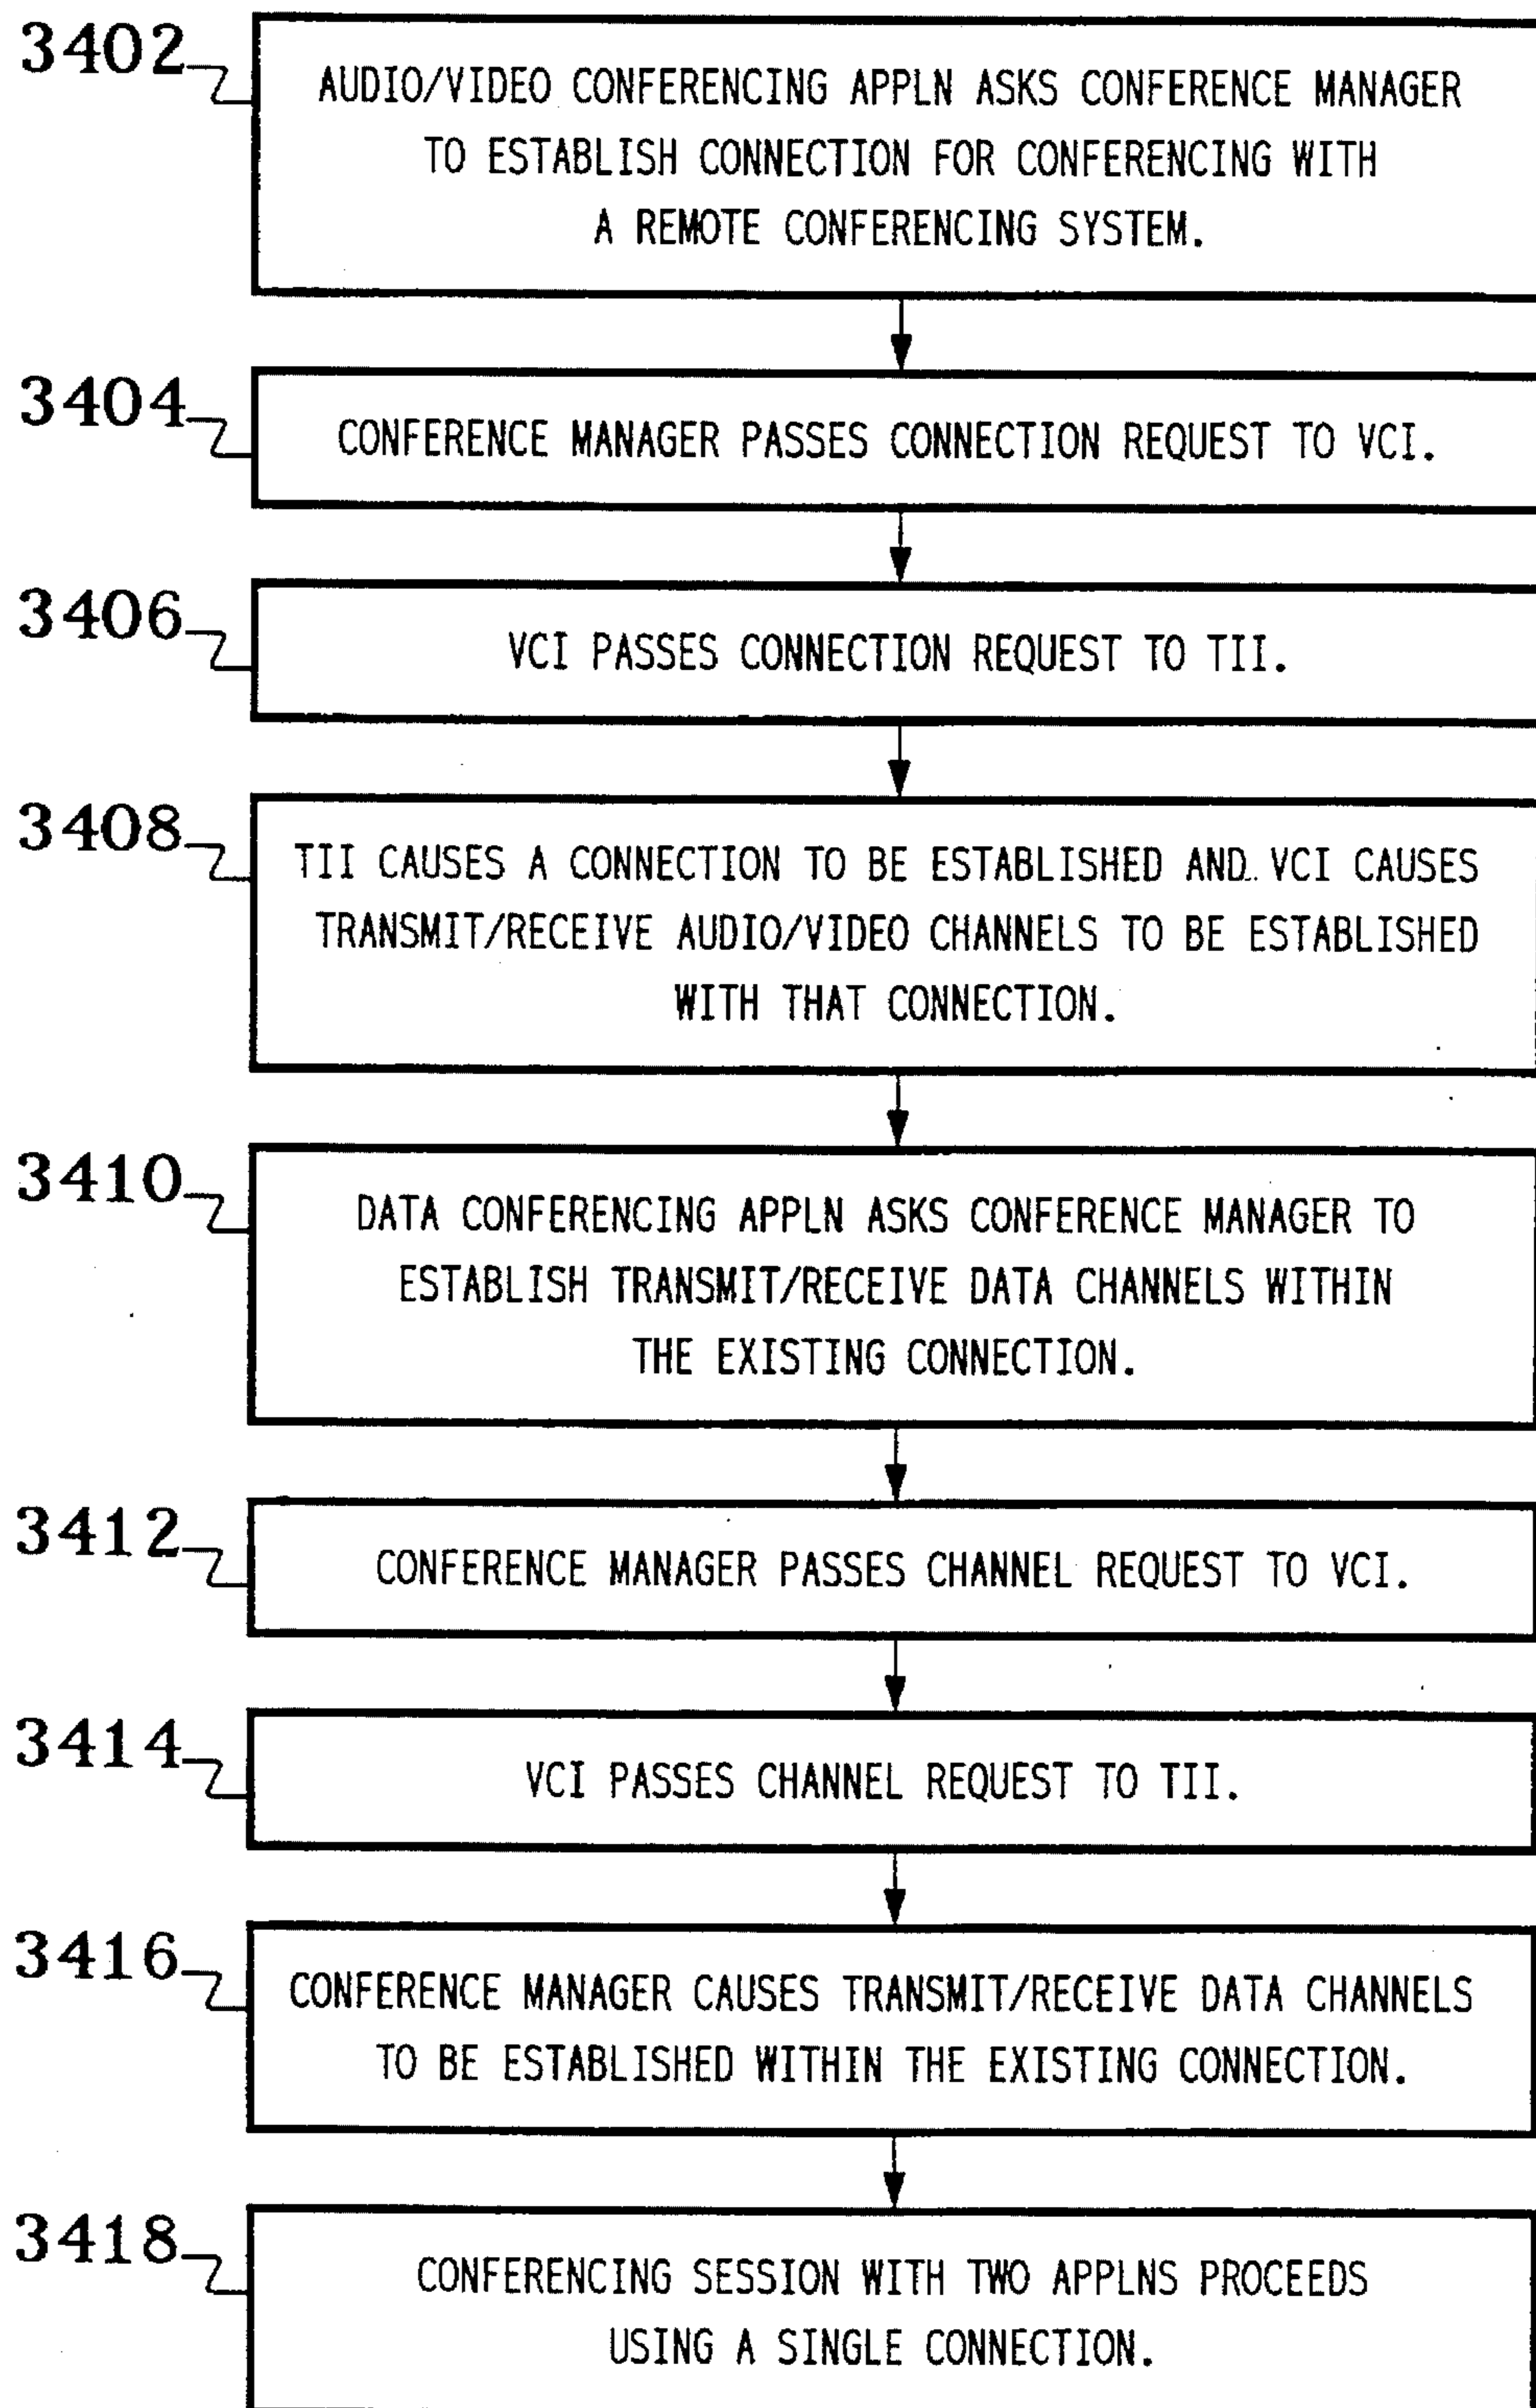 3402
AUDIO/VIDEO CONFERENCING APPLN ASKS CONFERENCE MANAGER
TO ESTABLISH CONNECTION FOR CONFERENCING WITH
A REMOTE CONFERENCING SYSTEM.
3404
CONFERENCE MANAGER PASSES CONNECTION REQUEST TO VCI.
3406
VCI PASSES CONNECTION REQUEST TO TII.
3408
TII CAUSES A CONNECTION TO BE ESTABLISHED AND VCI CAUSES
TRANSMIT/RECEIVE AUDIO/VIDEO CHANNELS TO BE ESTABLISHED
WITH THAT CONNECTION.
3410
DATA CONFERENCING APPLN ASKS CONFERENCE MANAGER TO
ESTABLISH TRANSMIT/RECEIVE DATA CHANNELS WITHIN
THE EXISTING CONNECTION.
3412
CONFERENCE MANAGER PASSES CHANNEL REQUEST TO VCI.
3414
VCI PASSES CHANNEL REQUEST TO TII.
3416
CONFERENCE MANAGER CAUSES TRANSMIT/RECEIVE DATA CHANNELS
TO BE ESTABLISHED WITHIN THE EXISTING CONNECTION.
3418
CONFERENCING SESSION WITH TWO APPLNS PROCEEDS
USING A SINGLE CONNECTION.